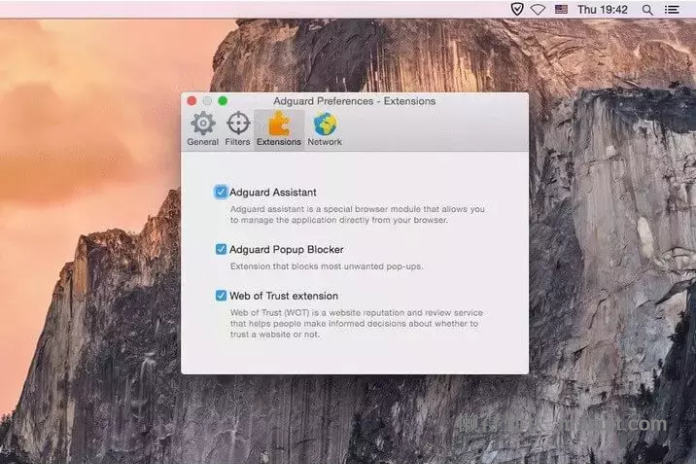 Thu 19:42
Adguard Preferences - Extensions
General Filters Extensions Network
Adguard Assistant
Adguard assistant is a special browser module that allows you
to manage the application directly from your browser.
Adguard Popup Blocker
Extension that blocks most unwanted pop-ups.
Web of Trust extension
Web of Trust (WOT) is a website reputation and review service
that helps people make informed decisions about whether to
trust a website or not.